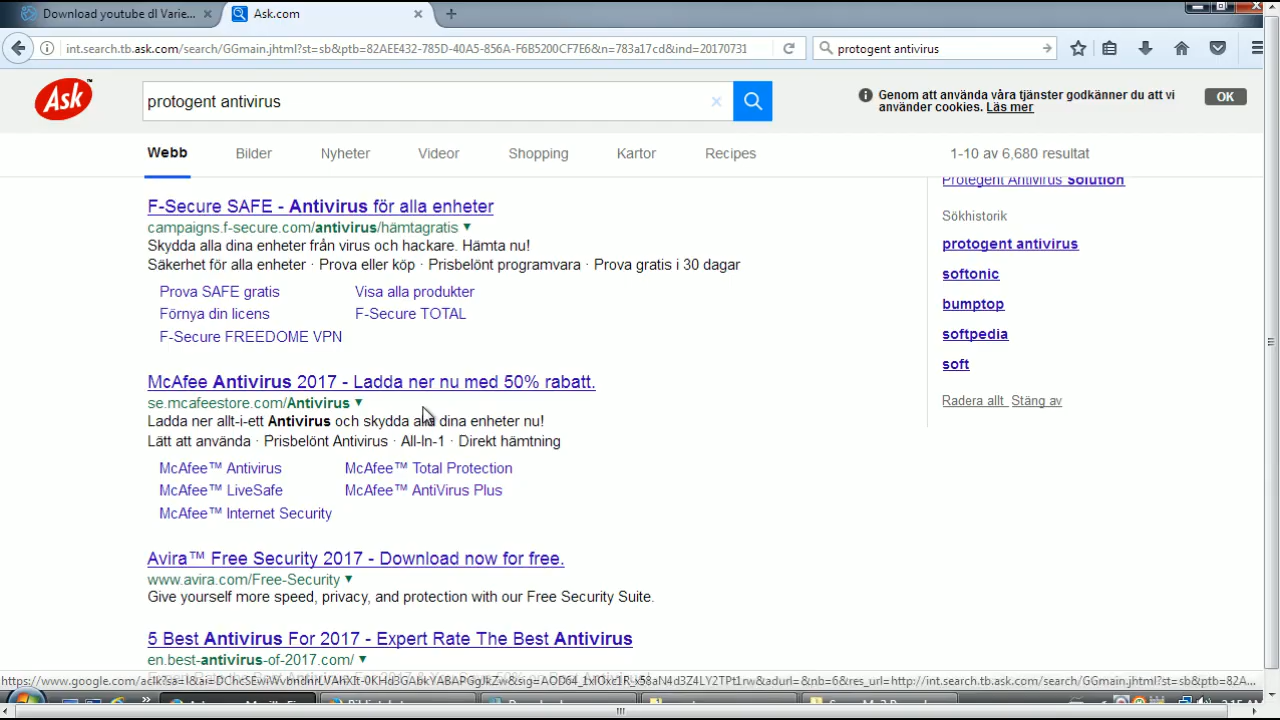 Download youtube dl Varie...
Ask.com
int.search.tb.ask.com/search/GGmain.jhtml?st=sb&ptb=82AEE432-785D-40A5-856A-F6B5200CF7E6&n=783a17cd&ind=20170731
protogent antivirus
Ask
protogent antivirus
Genom att använda våra tjänster godkänner du att vi
använder cookies. Läs mer
OK
Webb
Bilder
Nyheter
Videor
Shopping
Kartor
Recipes
1-10 av 6,680 resultat
F-Secure SAFE - Antivirus för alla enheter
campaigns.f-secure.com/antivirus/hämtagratis
Skydda alla dina enheter från virus och hackare. Hämta nu!
Säkerhet för alla enheter · Prova eller köp · Prisbelönt programvara · Prova gratis i 30 dagar
Prova SAFE gratis
Visa alla produkter
Förnya din licens
F-Secure TOTAL
F-Secure FREEDOME VPN
McAfee Antivirus 2017 - Ladda ner nu med 50% rabatt.
se.mcafeestore.com/Antivirus
Ladda ner allt-i-ett Antivirus och skydda alla dina enheter nu!
Lätt att använda · Prisbelönt Antivirus · All-In-1 · Direkt hämtning
McAfee™ Antivirus
McAfee™ Total Protection
McAfee™ LiveSafe
McAfee™ AntiVirus Plus
McAfee™ Internet Security
Avira™ Free Security 2017 - Download now for free.
www.avira.com/Free-Security
Give yourself more speed, privacy, and protection with our Free Security Suite.
5 Best Antivirus For 2017 - Expert Rate The Best Antivirus
en.best-antivirus-of-2017.com/
Protegent Antivirus Solution
Sökhistorik
protogent antivirus
softonic
bumptop
softpedia
soft
Radera allt Stäng av